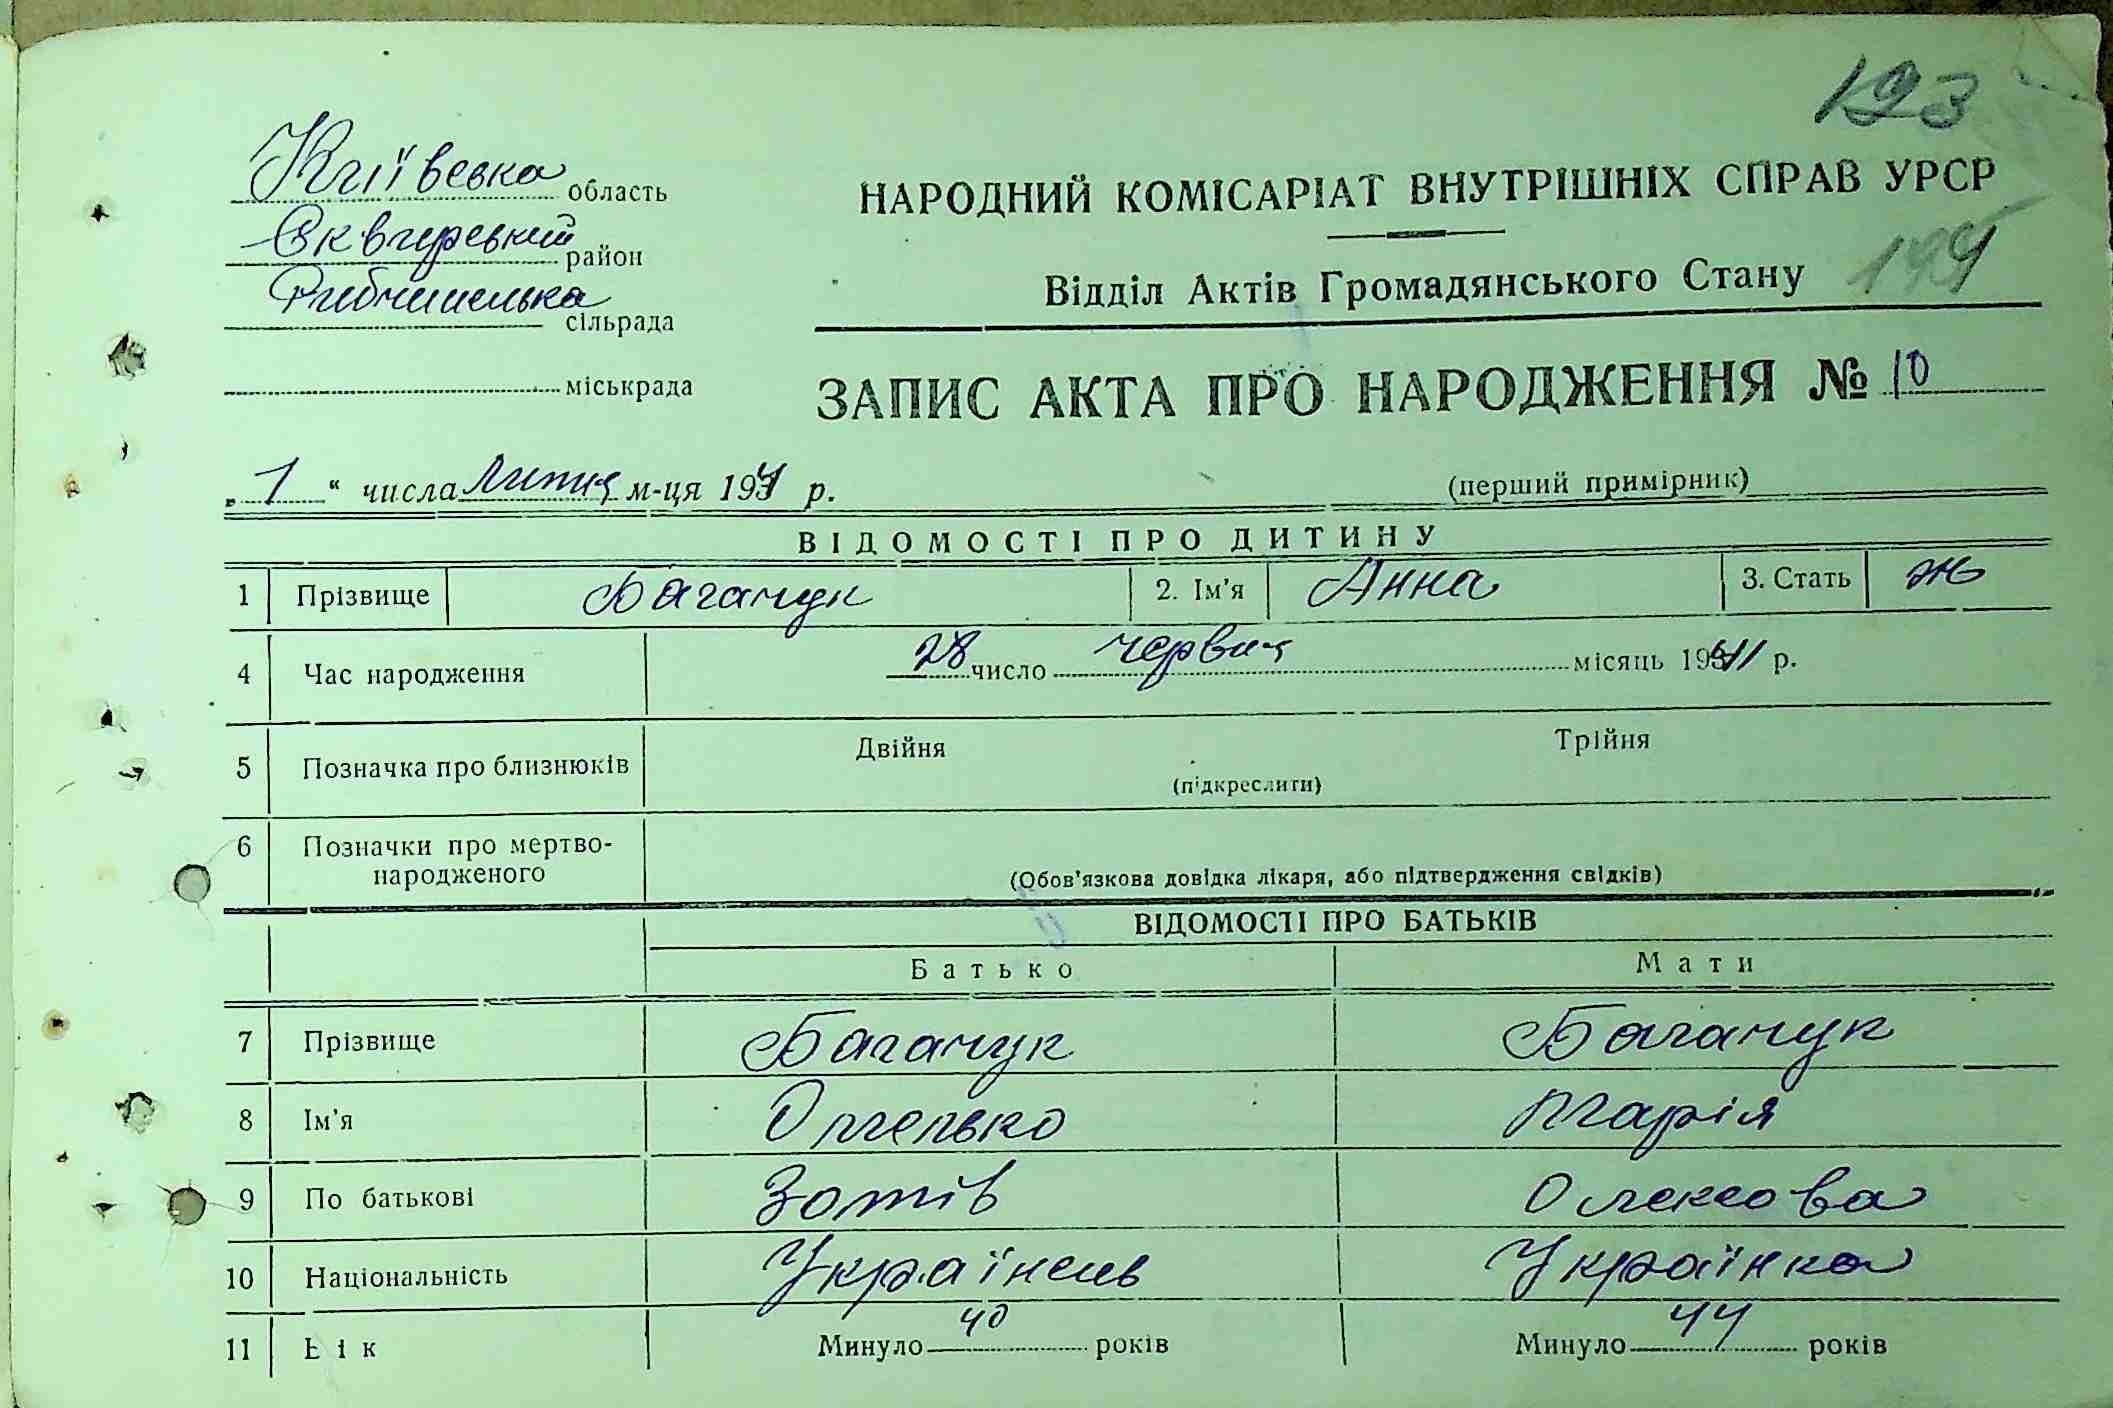 123
Київська область
Сквирський район
сільрада
міськрада
НАРОДНИЙ КОМІСАРІАТ ВНУТРІШНІХ СПРАВ УРСР
Відділ Актів Громадянського Стану
ЗАПИС АКТА ПРО НАРОДЖЕННЯ № 10
„1“ числа Липня м-ця 1941 р.
(перший примірник)
ВІДОМОСТІ ПРО ДИТИНУ
1 Прізвище Багачук 2. Ім'я Анна 3. Стать ж
4 Час народження 28 число червня місяць 1941 р.
5 Позначка про близнюків Двійня Трійня
(підкреслити)
6 Позначки про мертво-
народженого
(Обов'язкова довідка лікаря, або підтвердження свідків)
ВІДОМОСТІ ПРО БАТЬКІВ
Батько Мати
7 Прізвище Багачук Багачук
8 Ім'я Омелько Марія
9 По батькові Зотів Олексова
10 Національність Українець Українка
11 Вік Минуло 40 років Минуло 44 років